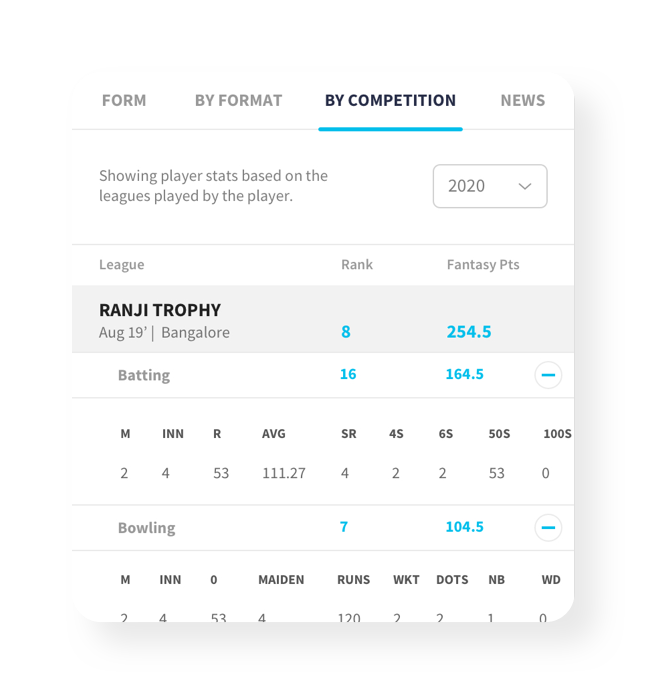 FORM BY FORMAT BY COMPETITION NEWS
Showing player stats based on the
leagues played by the player.
2020
League Rank Fantasy Pts
RANJI TROPHY
Aug 19' | Bangalore 8 254.5
Batting 16 164.5
M INN R AVG SR 4S 6S 50S 100S
2 4 53 111.27 4 2 2 53 0
Bowling 7 104.5
M INN 0 MAIDEN RUNS WKT DOTS NB WD
2 4 53 4 120 2 2 1 0